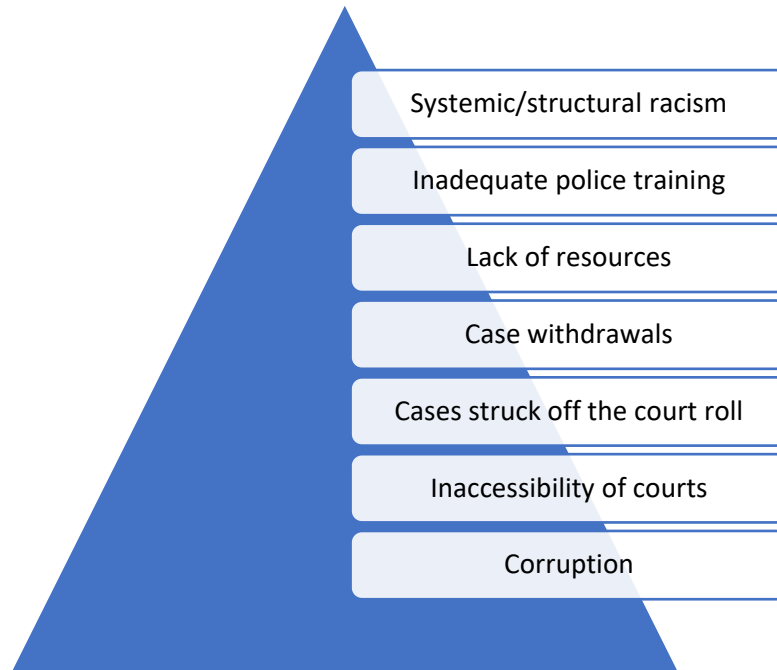 Systemic/structural racism
Inadequate police training
Lack of resources
Case withdrawals
Cases struck off the court roll
Inaccessibility of courts
Corruption